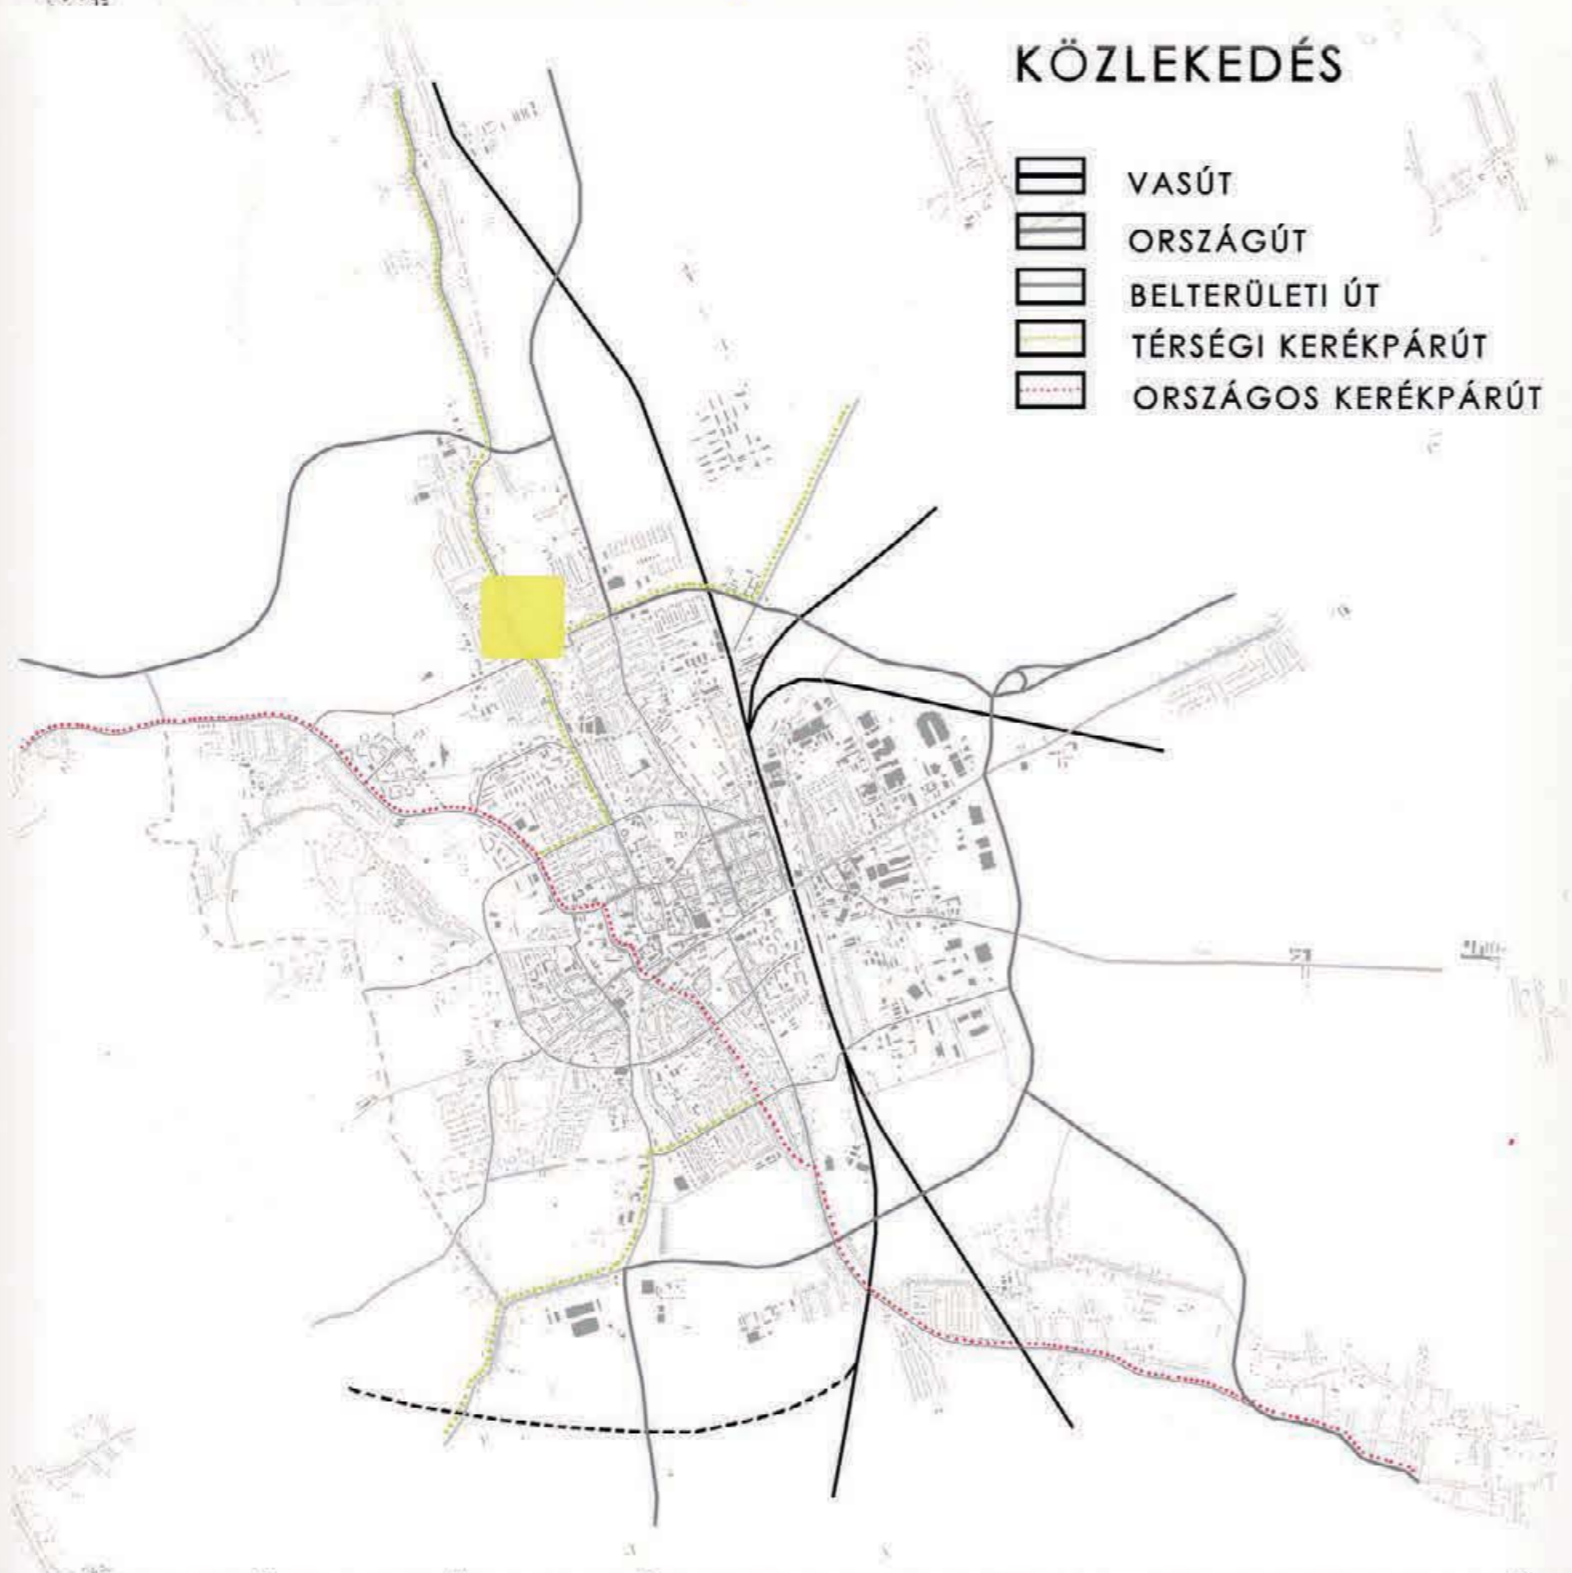 KÖZLEKEDÉS
VASÚT
ORSZÁGÚT
BELTERÜLETI ÚT
TÉRSÉGI KERÉKPÁRÚT
ORSZÁGOS KERÉKPÁRÚT